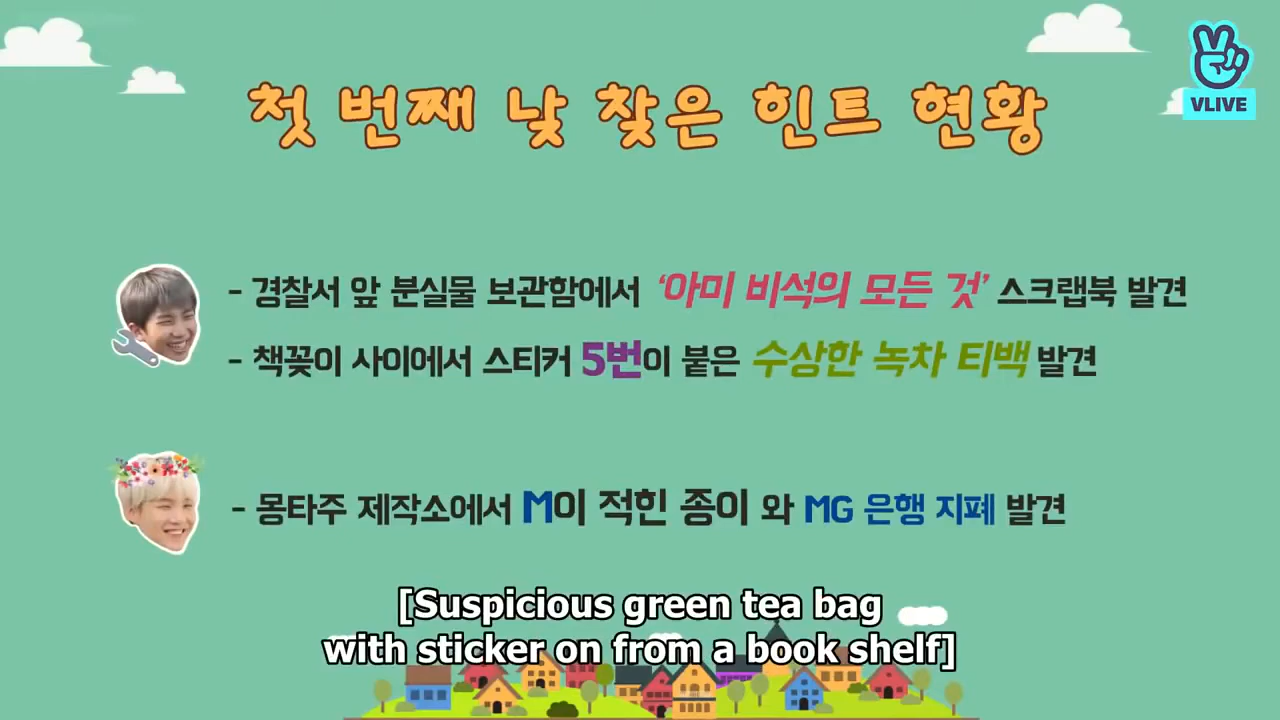 VLIVE
첫 번째 낮 찾은 힌트 현황
- 경찰서 앞 분실물 보관함에서 ‘아미 비석의 모든 것’ 스크랩북 발견
- 책꽂이 사이에서 스티커 5번이 붙은 수상한 녹차 티백 발견
- 몽타주 제작소에서 M이 적힌 종이 와 MG 은행 지폐 발견
[Suspicious green tea bag
with sticker on from a book shelf]